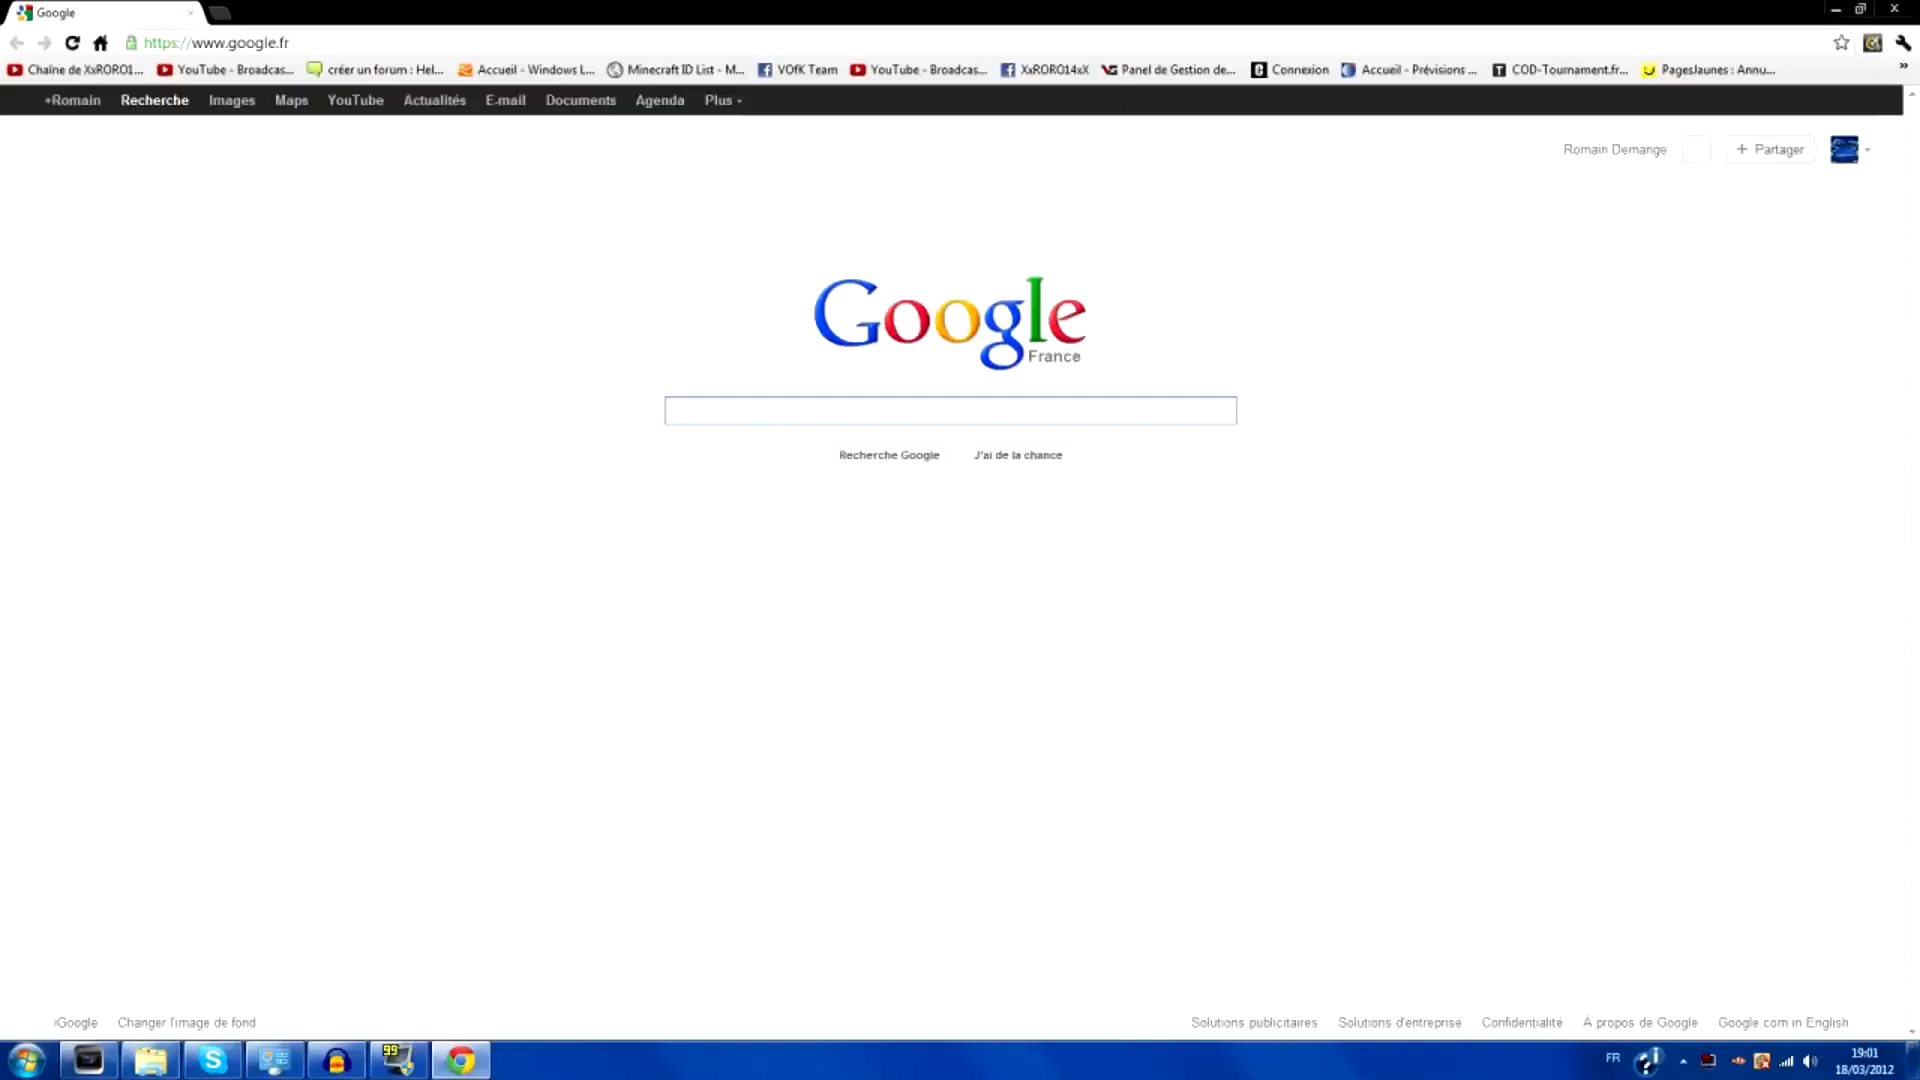 Google
https://www.google.fr
Chaîne de XxRORO1... YouTube - Broadcas... créer un forum : Hel... Accueil - Windows L... Minecraft ID List - M... VOfK Team YouTube - Broadcas... XxRORO14xX Panel de Gestion de... Connexion Accueil - Prévisions ... COD-Tournament.fr... PagesJaunes : Annu... »
+Romain Recherche Images Maps YouTube Actualités E-mail Documents Agenda Plus
Romain Demange + Partager
Google
France
Recherche Google J'ai de la chance
iGoogle Changer l'image de fond Solutions publicitaires Solutions d'entreprise Confidentialité À propos de Google Google.com in English
99
FR
19:01
18/03/2012